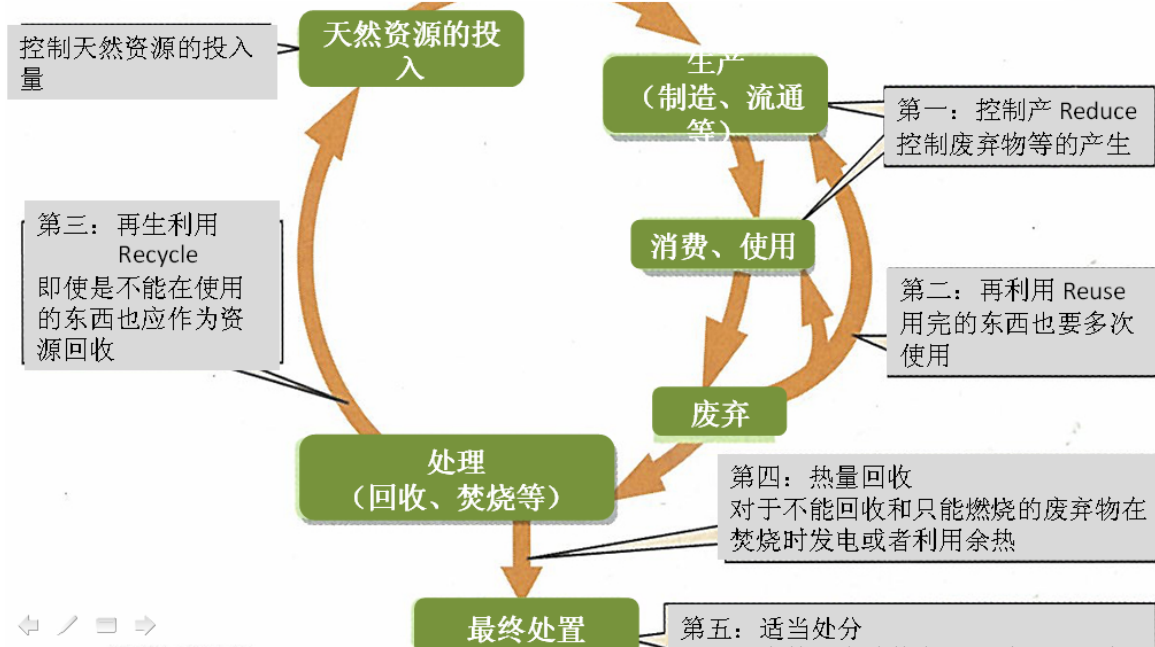 控制天然资源的投入
量
天然资源的投
入
生产
（制造、流通
等）
第一：控制产 Reduce
控制废弃物等的产生
第三：再生利用
Recycle
即使是不能在使用
的东西也应作为资
源回收
消费、使用
第二：再利用 Reuse
用完的东西也要多次
使用
废弃
处理
（回收、焚烧等）
第四：热量回收
对于不能回收和只能燃烧的废弃物在
焚烧时发电或者利用余热
最终处置
第五：适当处分